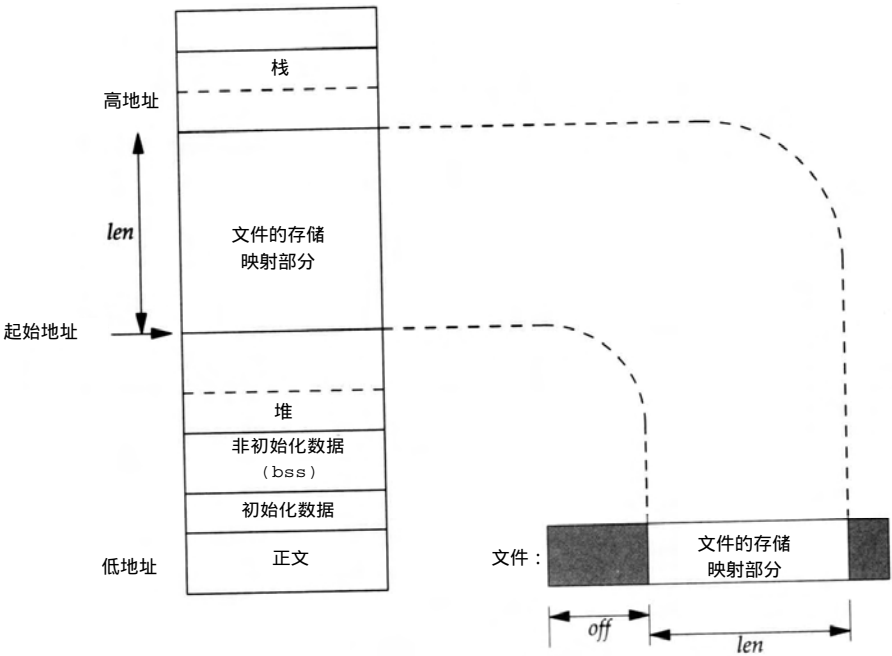 栈
高地址
len
文件的存储
映射部分
起始地址
堆
非初始化数据
(bss)
初始化数据
正文
低地址
文件:
文件的存储
映射部分
off
len